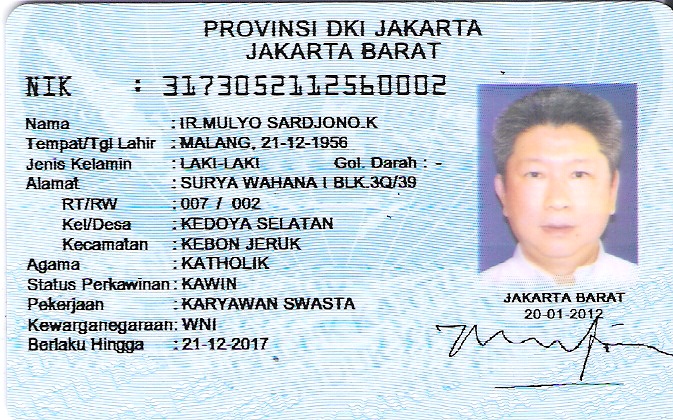 PROVINSI DKI JAKARTA
JAKARTA BARAT
NIK : 3173052112560002
Nama : IR.MULYO SARDJONO.K
Tempat/Tgl Lahir : MALANG, 21-12-1956
Jenis Kelamin : LAKI-LAKI Gol. Darah : -
Alamat : SURYA WAHANA I BLK.3Q/39
RT/RW : 007 / 002
Kel/Desa : KEDOYA SELATAN
Kecamatan : KEBON JERUK
Agama : KATHOLIK
Status Perkawinan : KAWIN
Pekerjaan : KARYAWAN SWASTA
Kewarganegaraan : WNI
Berlaku Hingga : 21-12-2017
JAKARTA BARAT
20-01-2012